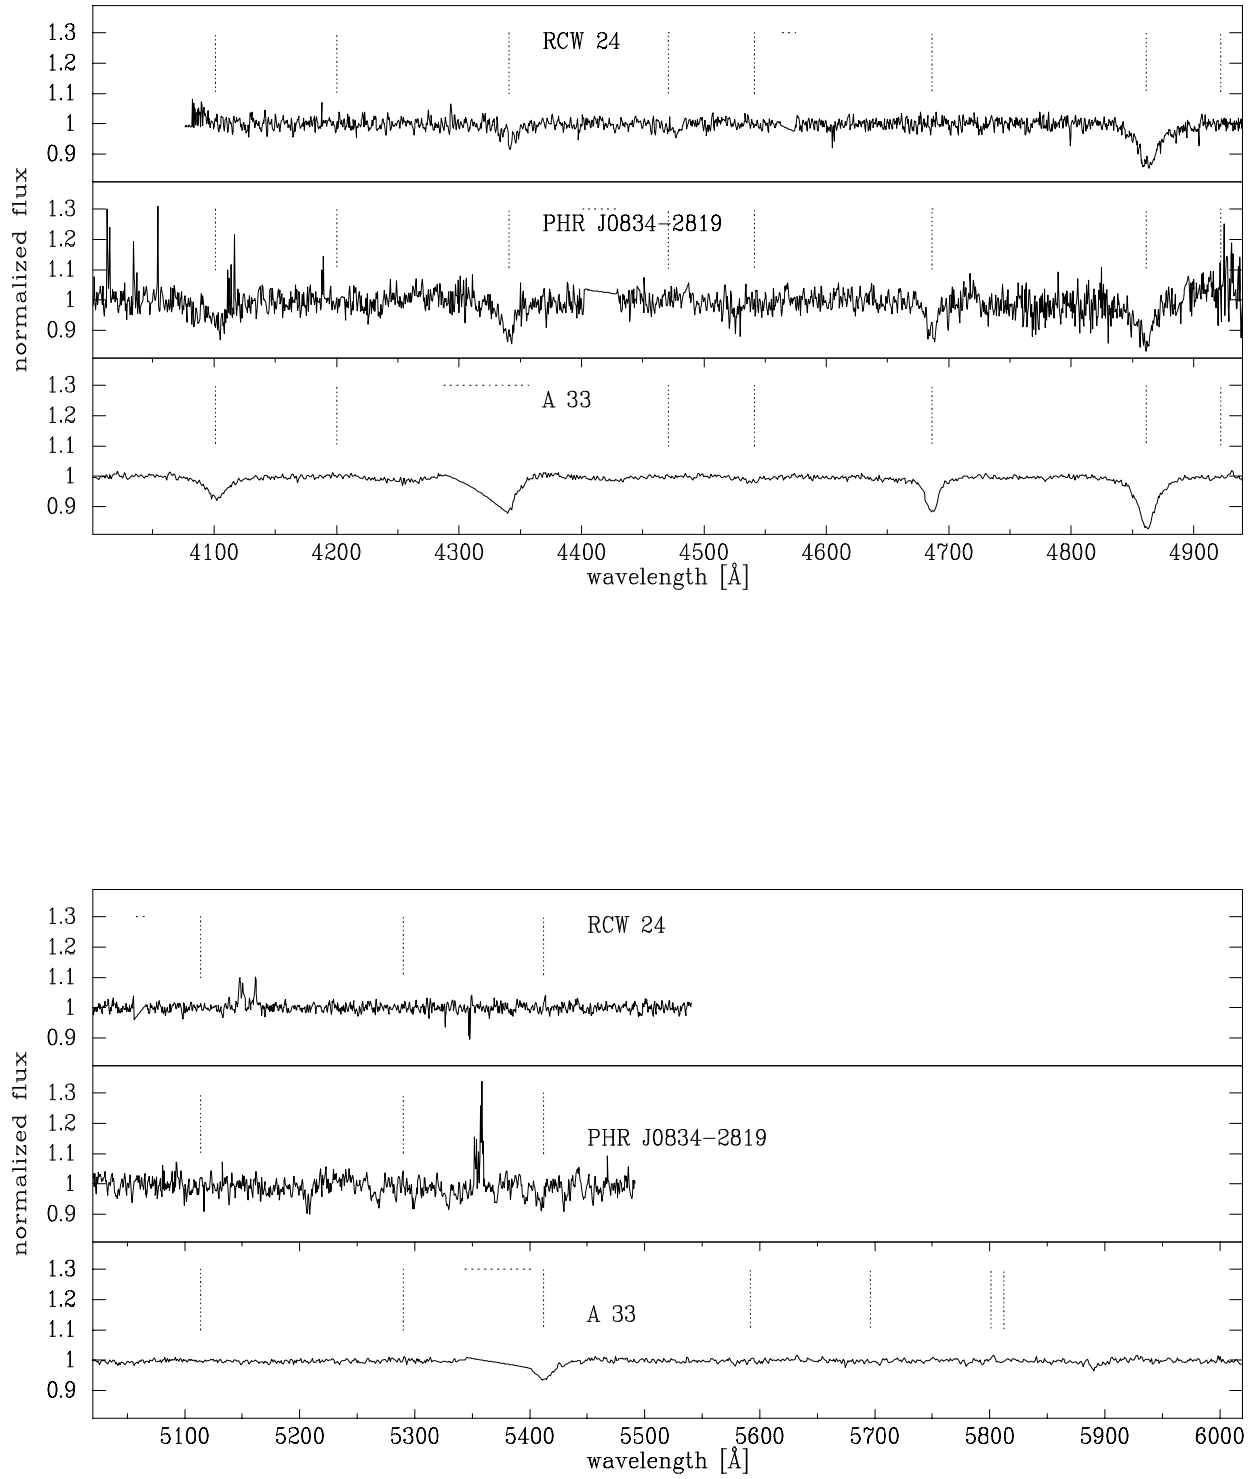 1.3
1.2
1.1
1
0.9
RCW 24
normalized flux
1.3
1.2
1.1
1
0.9
PHR J0834−2819
1.3
1.2
1.1
1
0.9
A 33
4100 4200 4300 4400 4500 4600 4700 4800 4900
wavelength [Å]
1.3
1.2
1.1
1
0.9
RCW 24
normalized flux
1.3
1.2
1.1
1
0.9
PHR J0834−2819
1.3
1.2
1.1
1
0.9
A 33
5100 5200 5300 5400 5500 5600 5700 5800 5900 6000
wavelength [Å]